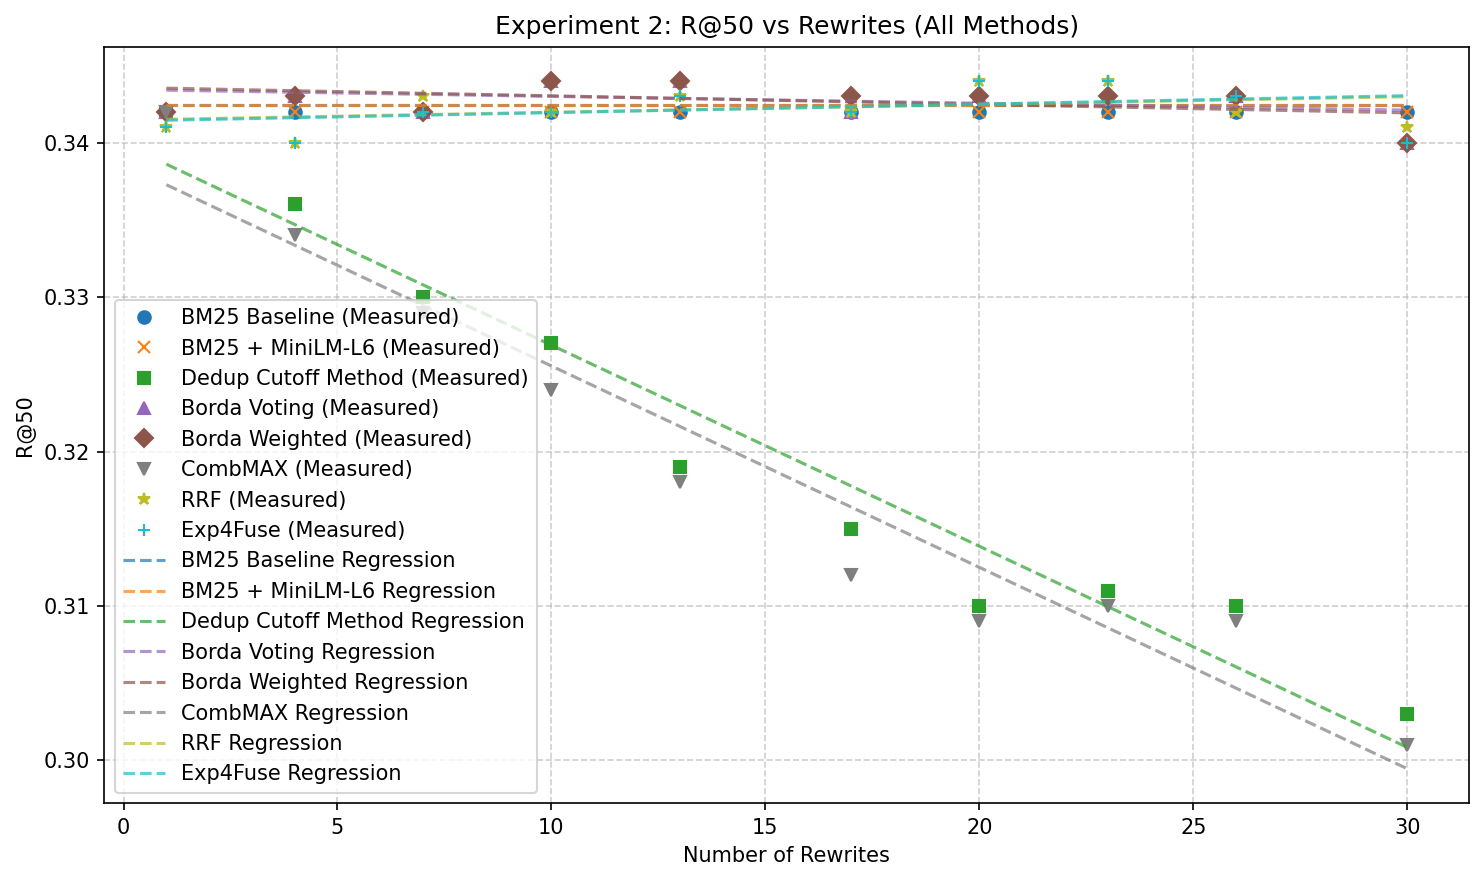 Experiment 2: R@50 vs Rewrites (All Methods)
R@50
0.34
0.33
0.32
0.31
0.30
BM25 Baseline (Measured)
BM25 + MiniLM-L6 (Measured)
Dedup Cutoff Method (Measured)
Borda Voting (Measured)
Borda Weighted (Measured)
CombMAX (Measured)
RRF (Measured)
Exp4Fuse (Measured)
BM25 Baseline Regression
BM25 + MiniLM-L6 Regression
Dedup Cutoff Method Regression
Borda Voting Regression
Borda Weighted Regression
CombMAX Regression
RRF Regression
Exp4Fuse Regression
0 5 10 15 20 25 30
Number of Rewrites